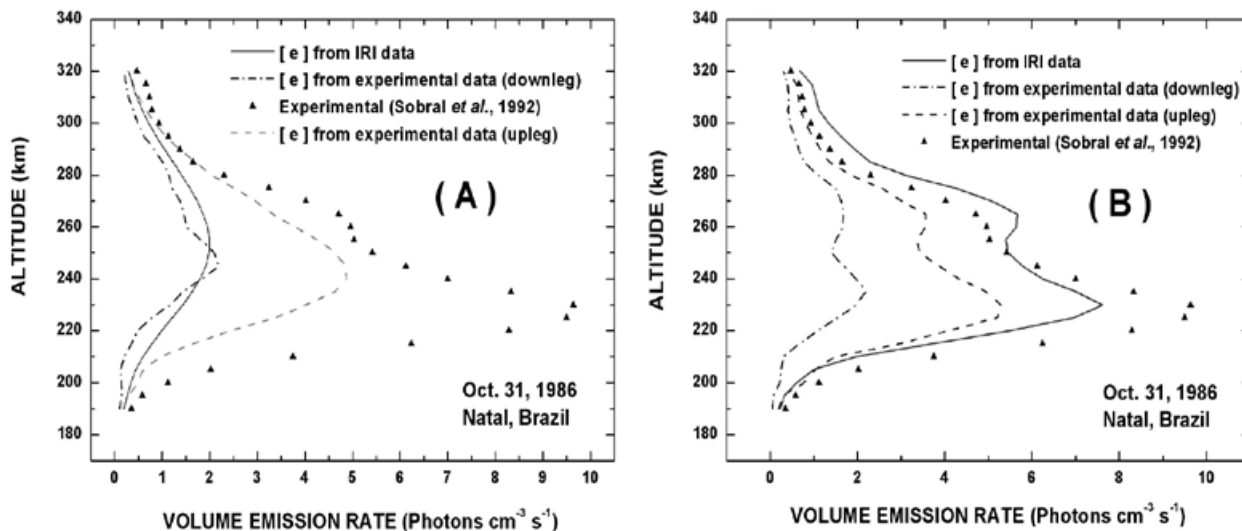 340
320
300
280
260
240
220
200
180
ALTITUDE (km)
[ e ] from IRI data
[ e ] from experimental data (downleg)
Experimental (Sobral et al., 1992)
[ e ] from experimental data (upleg)
( A )
Oct. 31, 1986
Natal, Brazil
0 1 2 3 4 5 6 7 8 9 10
VOLUME EMISSION RATE (Photons cm⁻³ s⁻¹)
340
320
300
280
260
240
220
200
180
ALTITUDE (km)
[ e ] from IRI data
[ e ] from experimental data (downleg)
[ e ] from experimental data (upleg)
Experimental (Sobral et al., 1992)
( B )
Oct. 31, 1986
Natal, Brazil
0 2 4 6 8 10
VOLUME EMISSION RATE (Photons cm⁻³ s⁻¹)